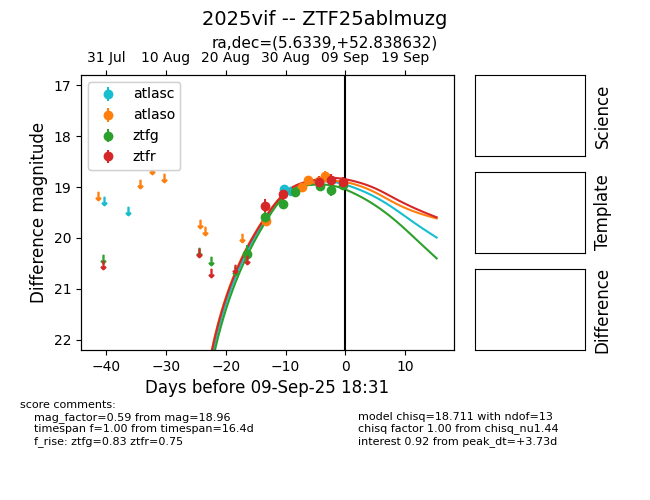 2025vif -- ZTF25ablmuzg
ra,dec=(5.6339,+52.838632)
31 Jul 10 Aug 20 Aug 30 Aug 09 Sep 19 Sep
17
18
19
20
21
22
Difference magnitude
atlasc
atlaso
ztfg
ztfr
−40 −30 −20 −10 0 10
Days before 09-Sep-25 18:31
Science
Template
Difference
score comments:
mag_factor=0.59 from mag=18.96
timespan f=1.00 from timespan=16.4d
f_rise: ztfg=0.83 ztfr=0.75
model chisq=18.711 with ndof=13
chisq factor 1.00 from chisq_nu1.44
interest 0.92 from peak_dt=+3.73d